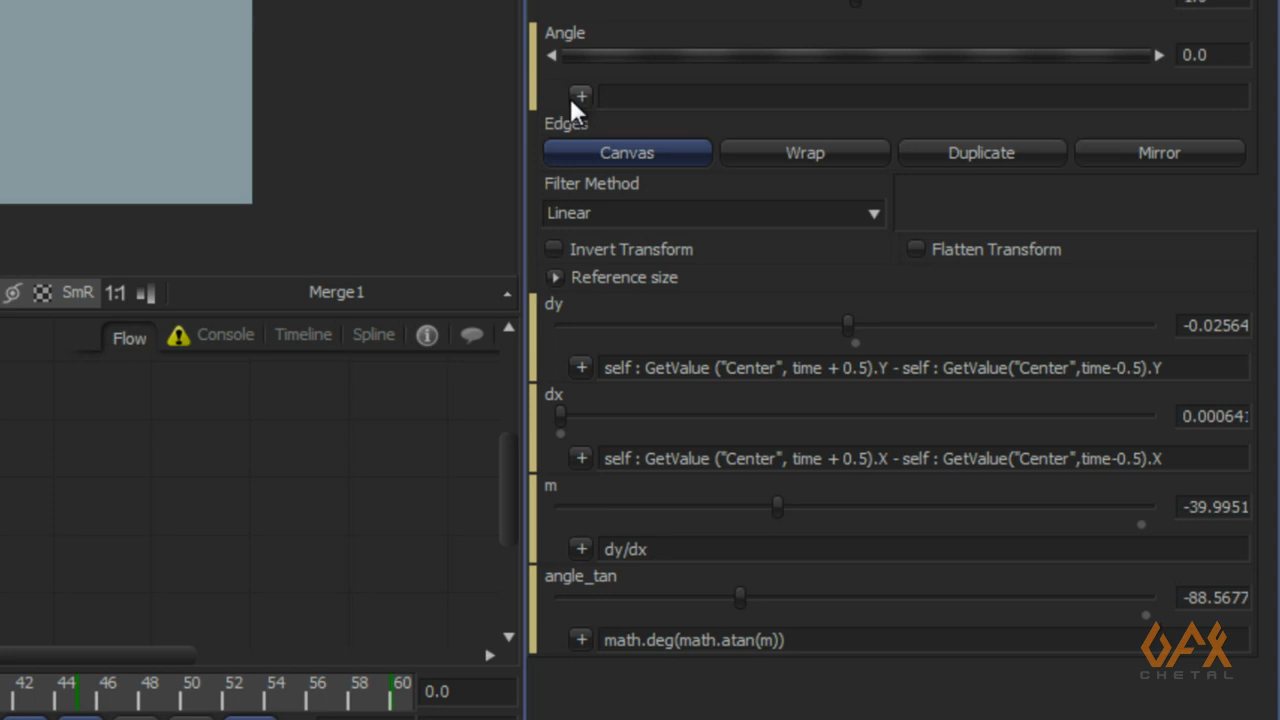 Angle
0.0
+
Edges
Canvas Wrap Duplicate Mirror
Filter Method
Linear
Invert Transform Flatten Transform
Reference size
SmR 1:1 Merge1
Flow Console Timeline Spline
dy
-0.02564
+ self : GetValue ("Center", time + 0.5).Y - self : GetValue("Center",time-0.5).Y
dx
0.000641
+ self : GetValue ("Center", time + 0.5).X - self : GetValue("Center",time-0.5).X
m
-39.9951
+ dy/dx
angle_tan
-88.5677
+ math.deg(math.atan(m))
42 44 46 48 50 52 54 56 58 60 0.0
GFX
CHETAL